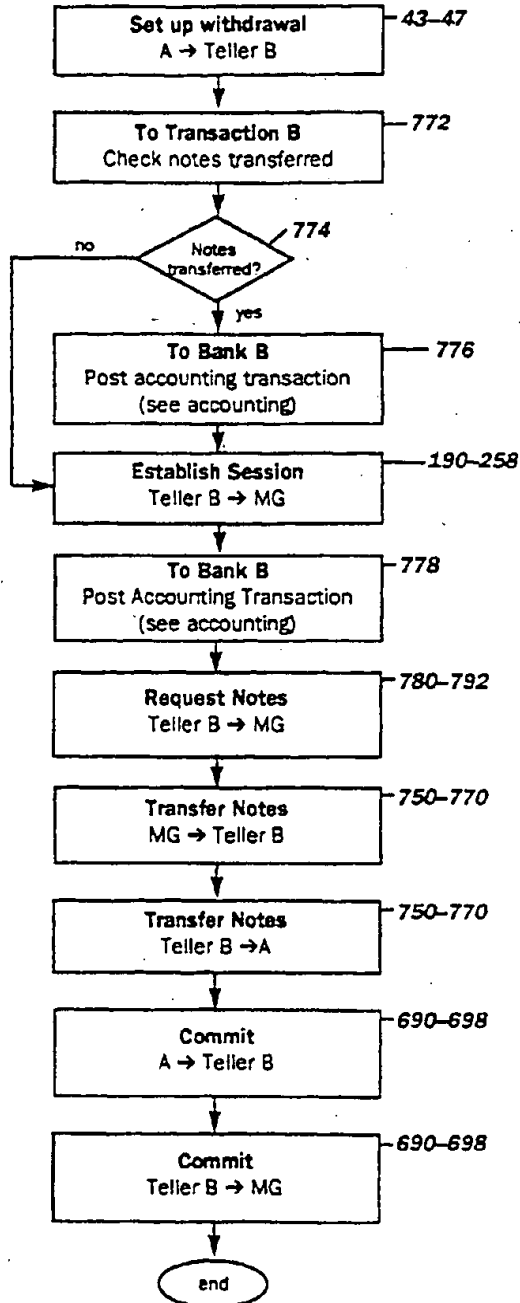 Set up withdrawal
A → Teller B
43–47
To Transaction B
Check notes transferred
772
Notes
transferred?
774
no
yes
To Bank B
Post accounting transaction
(see accounting)
776
Establish Session
Teller B → MG
190–258
To Bank B
Post Accounting Transaction
(see accounting)
778
Request Notes
Teller B → MG
780–792
Transfer Notes
MG → Teller B
750–770
Transfer Notes
Teller B →A
750–770
Commit
A → Teller B
690–698
Commit
Teller B → MG
690–698
end